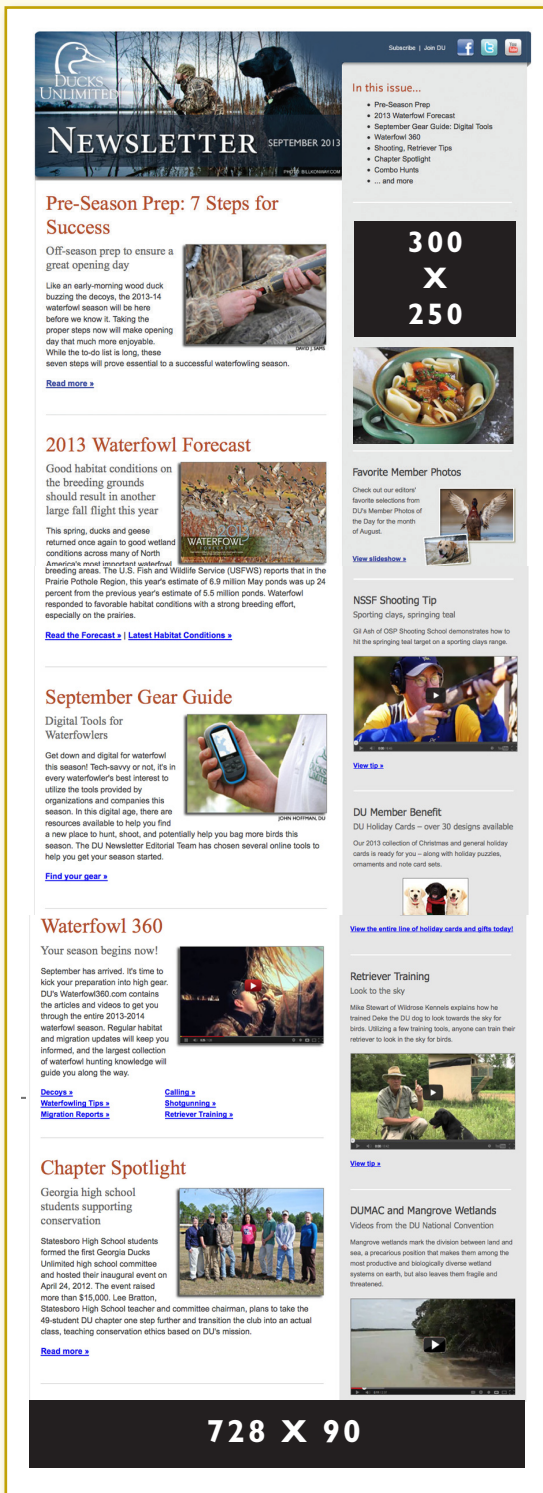 Subscribe | Join DU
DUCKS
UNLIMITED
NEWSLETTER
SEPTEMBER 2013
In this issue...
• Pre-Season Prep
• 2013 Waterfowl Forecast
• September Gear Guide: Digital Tools
• Waterfowl 360
• Shooting, Retriever Tips
• Chapter Spotlight
• Combo Hunts
• ... and more
Pre-Season Prep: 7 Steps for
Success
Off-season prep to ensure a
great opening day
Like an early-morning wood duck
buzzing the decoys, the 2013-14
waterfowl season will be here
before we know it. Taking the
proper steps now will make opening
day that much more enjoyable.
While the to-do list is long, these
seven steps will prove essential to a successful waterfowling season.
DAVID J. SAMS
Read more »
300
X
250
2013 Waterfowl Forecast
Good habitat conditions on
the breeding grounds
should result in another
large fall flight this year
This spring, ducks and geese
returned once again to good wetland
conditions across many of North
America's most important waterfowl
breeding areas. The U.S. Fish and Wildlife Service (USFWS) reports that in the
Prairie Pothole Region, this year's estimate of 6.9 million May ponds was up 24
percent from the previous year's estimate of 5.5 million ponds. Waterfowl
responded to favorable habitat conditions with a strong breeding effort,
especially on the prairies.
WATERFOWL
Read the Forecast » | Latest Habitat Conditions »
Favorite Member Photos
Check out our editors'
favorite selections from
DU's Member Photos of
the Day for the month
of August.
View slideshow »
NSSF Shooting Tip
Sporting clays, springing teal
Gil Ash of OSP Shooting School demonstrates how to
hit the springing teal target on a sporting clays range.
View tip »
September Gear Guide
Digital Tools for
Waterfowlers
Get down and digital for waterfowl
this season! Tech-savvy or not, it's in
every waterfowler's best interest to
utilize the tools provided by
organizations and companies this
season. In this digital age, there are
resources available to help you find
a new place to hunt, shoot, and potentially help you bag more birds this
season. The DU Newsletter Editorial Team has chosen several online tools to
help you get your season started.
JOHN HOFFMAN, DU
Find your gear »
DU Member Benefit
DU Holiday Cards – over 30 designs available
Our 2013 collection of Christmas and general holiday
cards is ready for you – along with holiday puzzles,
ornaments and note card sets.
View the entire line of holiday cards and gifts today!
Waterfowl 360
Your season begins now!
September has arrived. It's time to
kick your preparation into high gear.
DU's Waterfowl360.com contains
the articles and videos to get you
through the entire 2013-2014
waterfowl season. Regular habitat
and migration updates will keep you
informed, and the largest collection
of waterfowl hunting knowledge will
guide you along the way.
Decoys » Calling »
Waterfowling Tips » Shotgunning »
Migration Reports » Retriever Training »
Retriever Training
Look to the sky
Mike Stewart of Wildrose Kennels explains how he
trained Deke the DU dog to look towards the sky for
birds. Utilizing a few training tools, anyone can train their
retriever to look in the sky for birds.
View tip »
Chapter Spotlight
Georgia high school
students supporting
conservation
Statesboro High School students
formed the first Georgia Ducks
Unlimited high school committee
and hosted their inaugural event on
April 24, 2012. The event raised
more than $15,000. Lee Bratton,
Statesboro High School teacher and committee chairman, plans to take the
49-student DU chapter one step further and transition the club into an actual
class, teaching conservation ethics based on DU's mission.
Read more »
DUMAC and Mangrove Wetlands
Videos from the DU National Convention
Mangrove wetlands mark the division between land and
sea, a precarious position that makes them among the
most productive and biologically diverse wetland
systems on earth, but also leaves them fragile and
threatened.
728 X 90